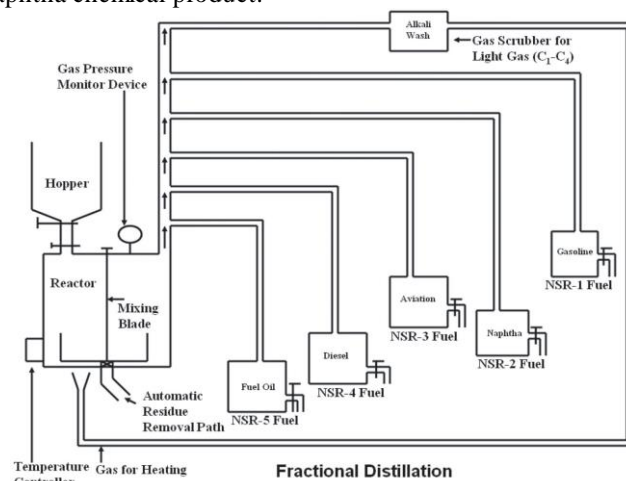 aphtha chemical product.
Alkali
Wash
Gas Scrubber for
Light Gas (C1-C4)
Gas Pressure
Monitor Device
Hopper
Reactor
Mixing
Blade
Gasoline
NSR-1 Fuel
Aviation
NSR-3 Fuel
Naphtha
NSR-2 Fuel
Diesel
NSR-4 Fuel
Fuel Oil
NSR-5 Fuel
Automatic
Residue
Removal Path
Temperature
Controller
Gas for Heating
Fractional Distillation